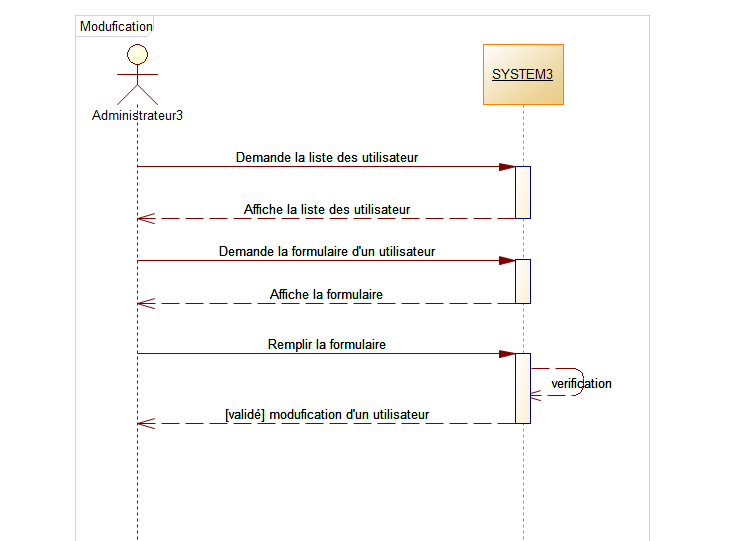 Modufication
SYSTEM3
Administrateur3
Demande la liste des utilisateur
Affiche la liste des utilisateur
Demande la formulaire d'un utilisateur
Affiche la formulaire
Remplir la formulaire
verification
[validé] modufication d'un utilisateur